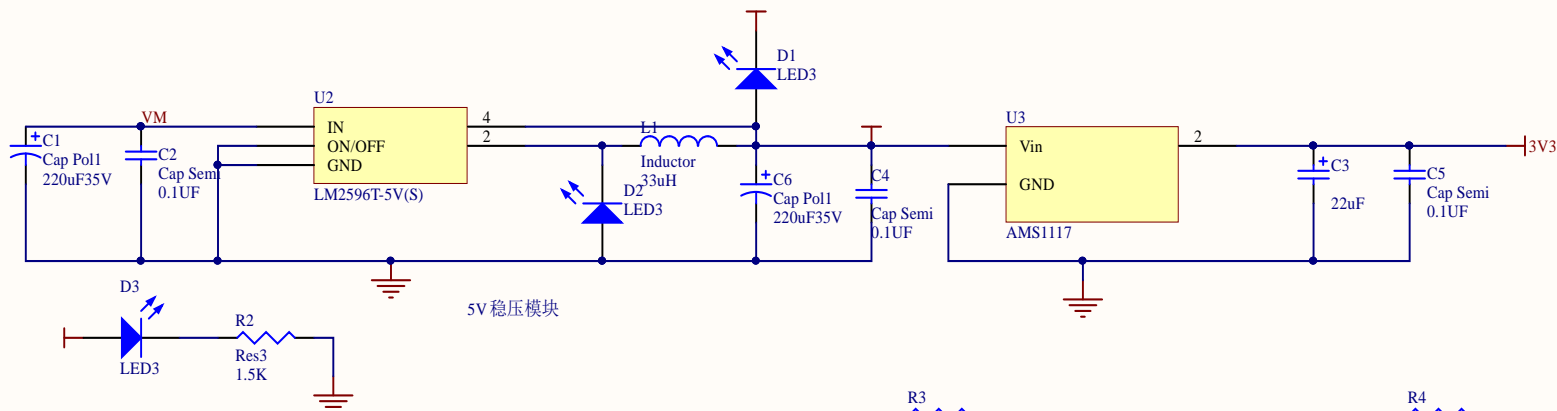 D1
LED3
U2
VM
IN
ON/OFF
GND
4
2
LM2596T-5V(S)
C1
Cap Pol1
220uF35V
C2
Cap Semi
0.1UF
L1
Inductor
33uH
D2
LED3
C6
Cap Pol1
220uF35V
C4
Cap Semi
0.1UF
U3
Vin
GND
2
AMS1117
3V3
C3
22uF
C5
Cap Semi
0.1UF
5V稳压模块
D3
LED3
R2
Res3
1.5K
R3
R4